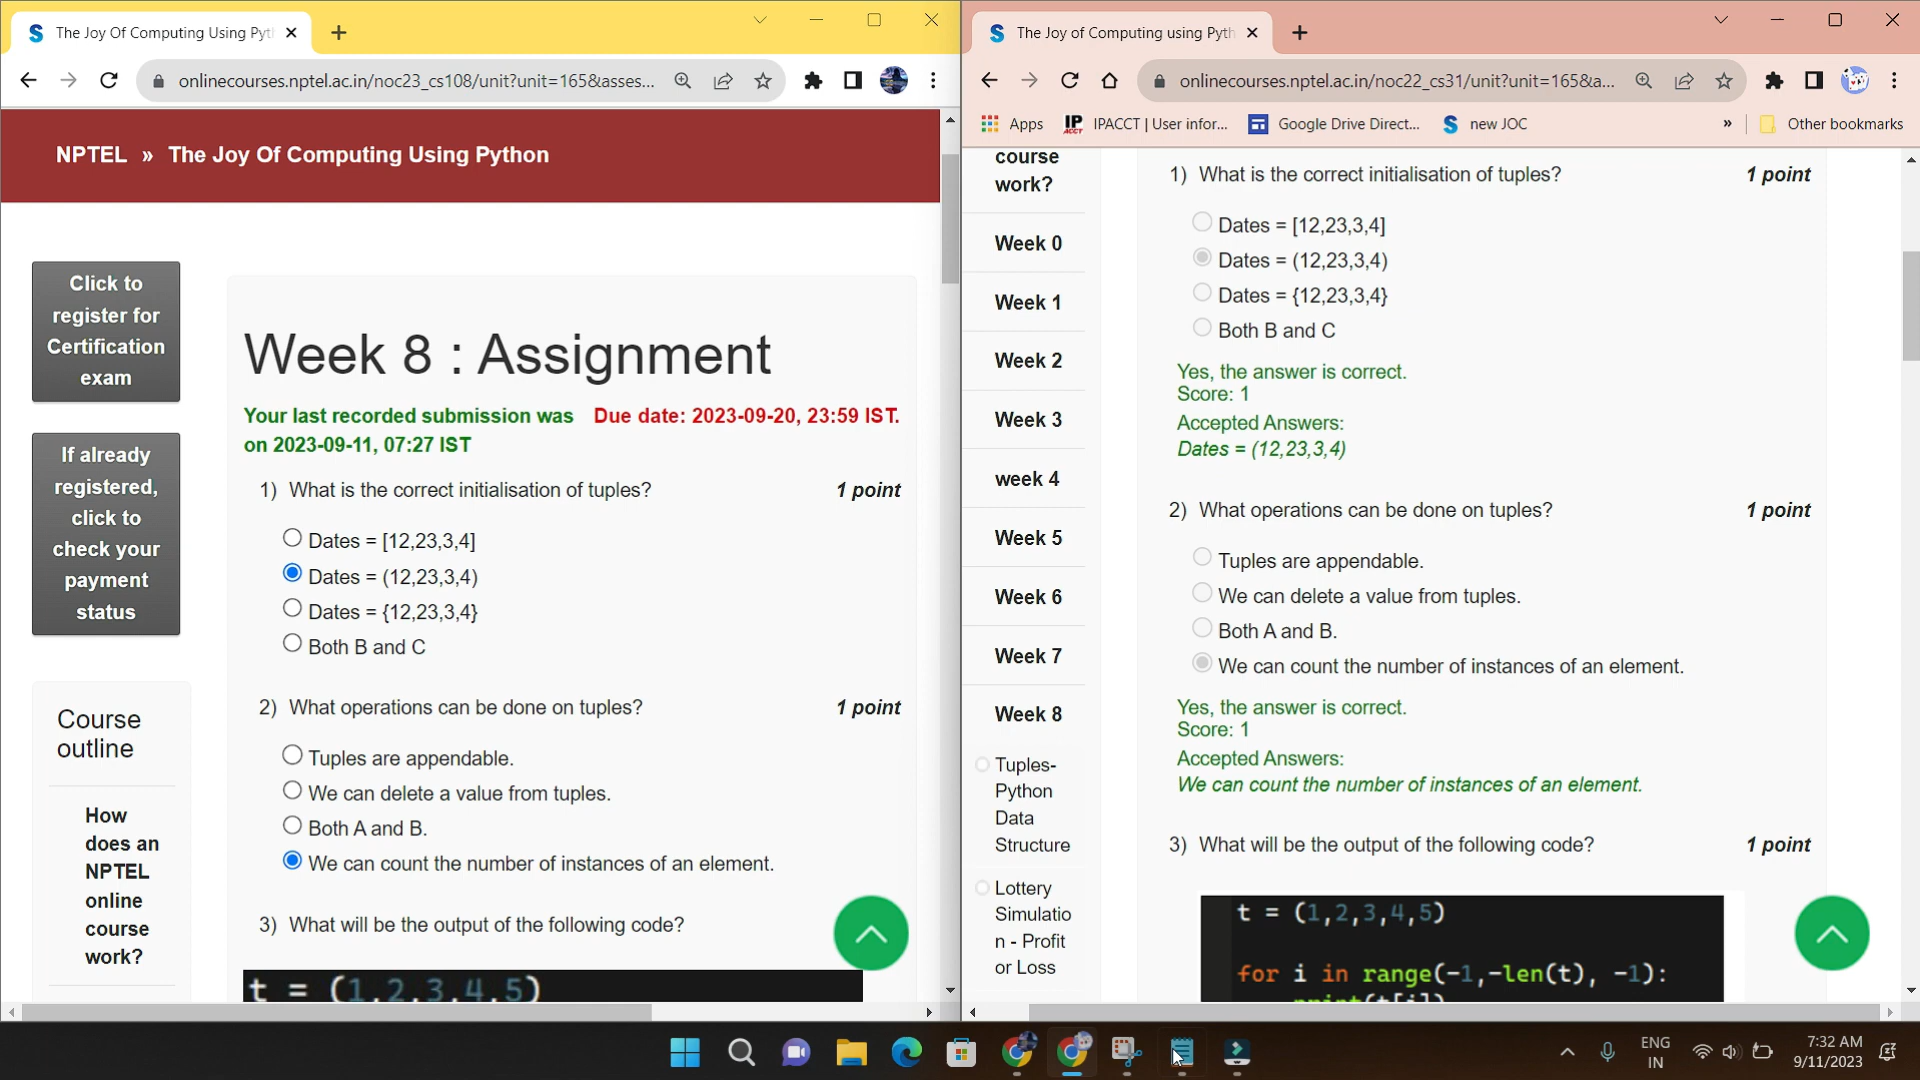 The Joy Of Computing Using Pyt
onlinecourses.nptel.ac.in/noc23_cs108/unit?unit=165&asses...
NPTEL » The Joy Of Computing Using Python
Click to
register for
Certification
exam
If already
registered,
click to
check your
payment
status
Course
outline
How
does an
NPTEL
online
course
work?
Week 8 : Assignment
Your last recorded submission was
on 2023-09-11, 07:27 IST
Due date: 2023-09-20, 23:59 IST.
1) What is the correct initialisation of tuples? 1 point
Dates = [12,23,3,4]
Dates = (12,23,3,4)
Dates = {12,23,3,4}
Both B and C
2) What operations can be done on tuples? 1 point
Tuples are appendable.
We can delete a value from tuples.
Both A and B.
We can count the number of instances of an element.
3) What will be the output of the following code?
t = (1,2,3,4,5)
The Joy of Computing using Pyth
onlinecourses.nptel.ac.in/noc22_cs31/unit?unit=165&a...
Apps IP ACCT IPACCT | User infor... Google Drive Direct... new JOC » Other bookmarks
course
work?
Week 0
Week 1
Week 2
Week 3
week 4
Week 5
Week 6
Week 7
Week 8
Tuples-
Python
Data
Structure
Lottery
Simulatio
n - Profit
or Loss
1) What is the correct initialisation of tuples? 1 point
Dates = [12,23,3,4]
Dates = (12,23,3,4)
Dates = {12,23,3,4}
Both B and C
Yes, the answer is correct.
Score: 1
Accepted Answers:
Dates = (12,23,3,4)
2) What operations can be done on tuples? 1 point
Tuples are appendable.
We can delete a value from tuples.
Both A and B.
We can count the number of instances of an element.
Yes, the answer is correct.
Score: 1
Accepted Answers:
We can count the number of instances of an element.
3) What will be the output of the following code? 1 point
t = (1,2,3,4,5)
for i in range(-1,-len(t), -1):
print(t[i])
ENG
IN
7:32 AM
9/11/2023